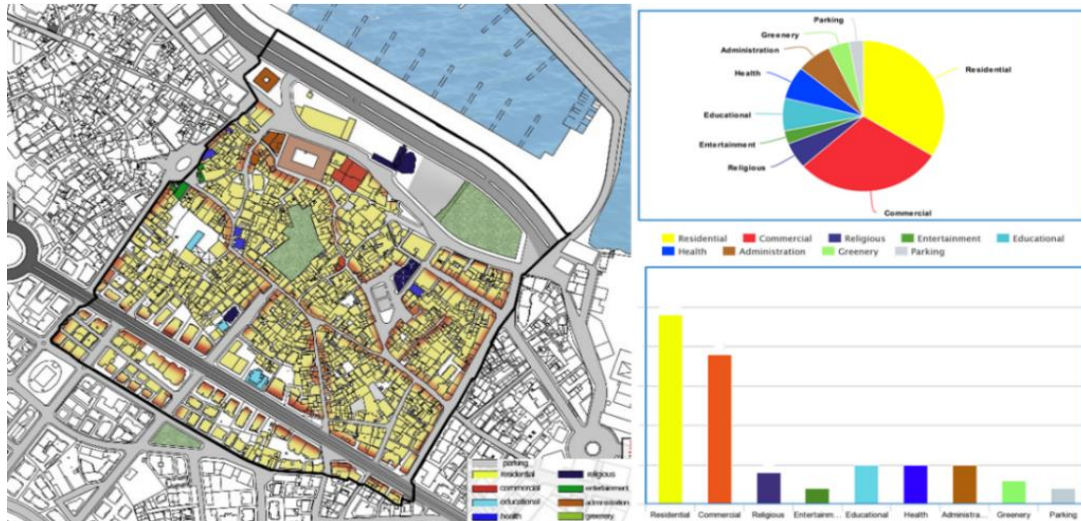 parking
residential
religious
commercial
entertainment
educational
administration
health
greenery
Parking
Greenery
Administration
Health
Educational
Entertainment
Religious
Commercial
Residential
Residential Commercial Religious Entertainment Educational
Health Administration Greenery Parking
Residential Commercial Religious Entertainm... Educational Health Administra... Greenery Parking